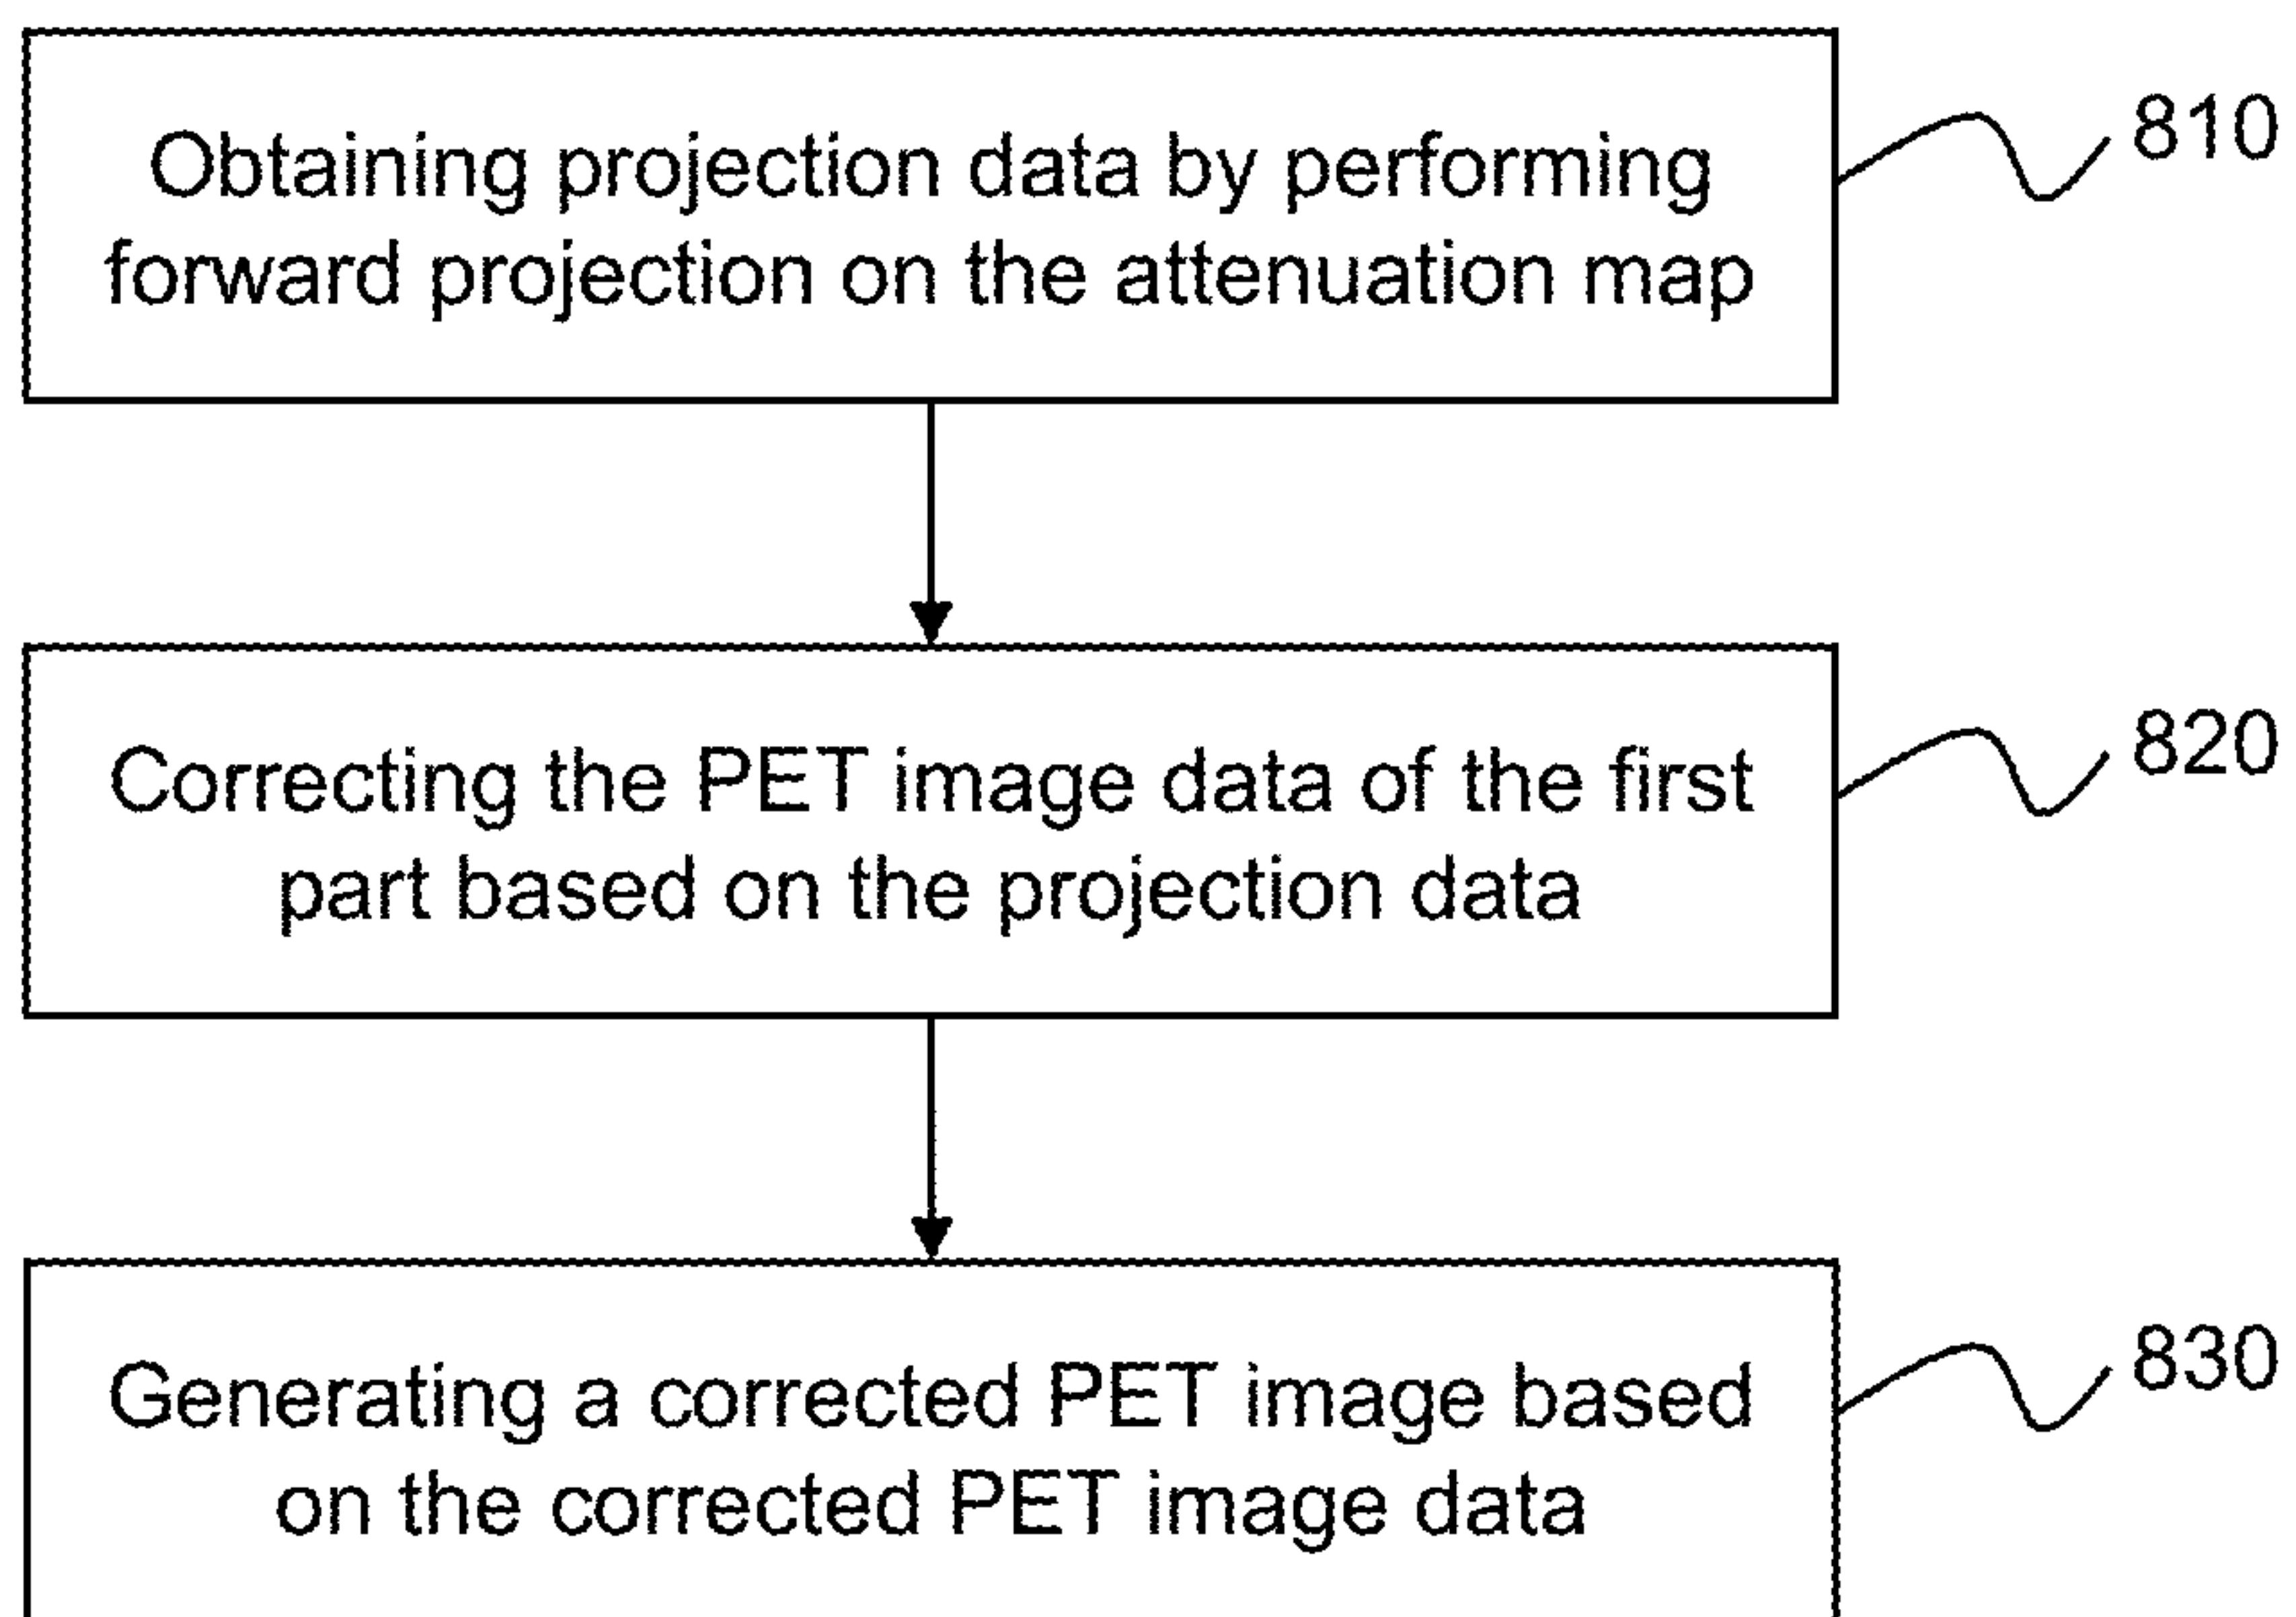 Obtaining projection data by performing
forward projection on the attenuation map
810
Correcting the PET image data of the first
part based on the projection data
820
Generating a corrected PET image based
on the corrected PET image data
830